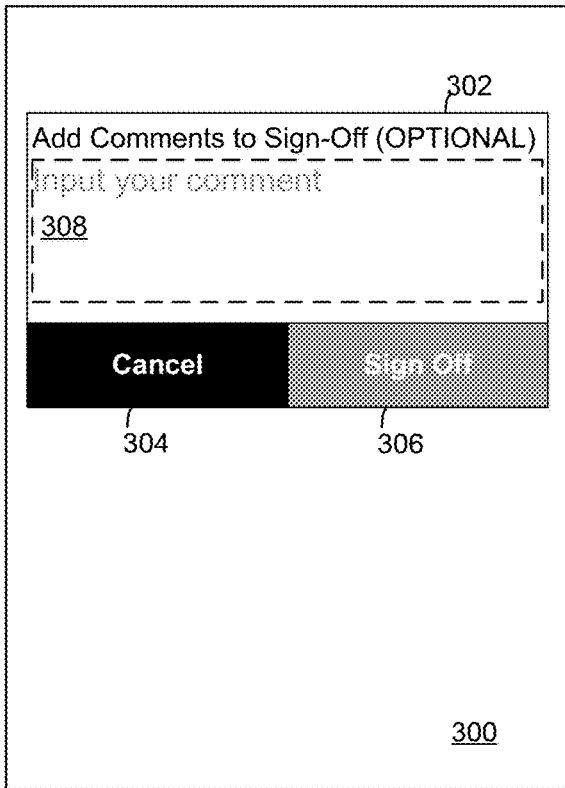 302
Add Comments to Sign-Off (OPTIONAL)
Input your comment
308
Cancel
Sign Off
304
306
300